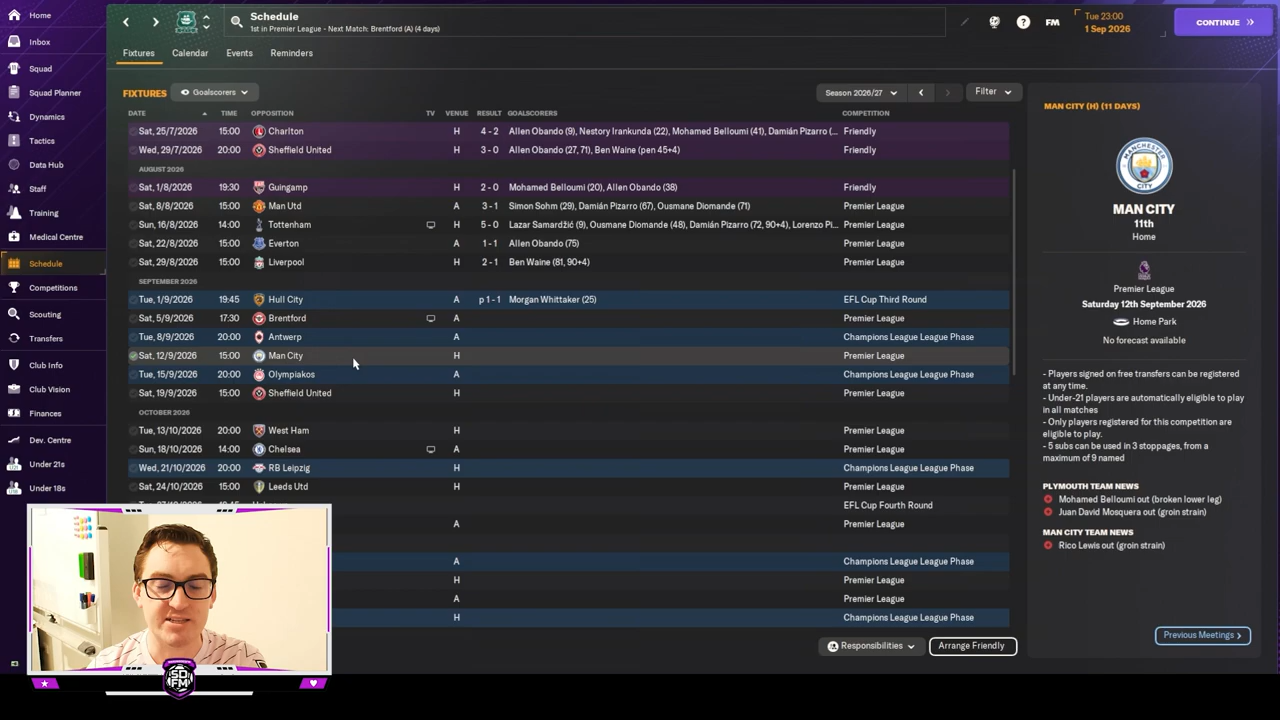 Home
Inbox
Squad
Squad Planner
Dynamics
Tactics
Data Hub
Staff
Training
Medical Centre
Schedule
Competitions
Scouting
Transfers
Club Info
Club Vision
Finances
Dev. Centre
Under 21s
Under 18s
Schedule
1st in Premier League - Next Match: Brentford (A) (4 days)
? FM Tue 23:00 1 Sep 2026 CONTINUE
Fixtures Calendar Events Reminders
FIXTURES Goalscorers Season 2026/27 Filter
DATE TIME OPPOSITION TV VENUE RESULT GOALSCORERS COMPETITION
Sat, 25/7/2026 15:00 Charlton H 4 - 2 Allen Obando (9), Nestory Irankunda (22), Mohamed Belloumi (41), Damián Pizarro (... Friendly
Wed, 29/7/2026 20:00 Sheffield United H 3 - 0 Allen Obando (27, 71), Ben Waine (pen 45+4) Friendly
AUGUST 2026
Sat, 1/8/2026 19:30 Guingamp H 2 - 0 Mohamed Belloumi (20), Allen Obando (38) Friendly
Sat, 8/8/2026 15:00 Man Utd A 3 - 1 Simon Sohm (29), Damián Pizarro (67), Ousmane Diomande (71) Premier League
Sun, 16/8/2026 14:00 Tottenham H 5 - 0 Lazar Samardžić (9), Ousmane Diomande (48), Damián Pizarro (72, 90+4), Lorenzo Pi... Premier League
Sat, 22/8/2026 15:00 Everton A 1 - 1 Allen Obando (75) Premier League
Sat, 29/8/2026 15:00 Liverpool H 2 - 1 Ben Waine (81, 90+4) Premier League
SEPTEMBER 2026
Tue, 1/9/2026 19:45 Hull City A p 1 - 1 Morgan Whittaker (25) EFL Cup Third Round
Sat, 5/9/2026 17:30 Brentford A Premier League
Tue, 8/9/2026 20:00 Antwerp A Champions League League Phase
Sat, 12/9/2026 15:00 Man City H Premier League
Tue, 15/9/2026 20:00 Olympiakos A Champions League League Phase
Sat, 19/9/2026 15:00 Sheffield United H Premier League
OCTOBER 2026
Tue, 13/10/2026 20:00 West Ham H Premier League
Sun, 18/10/2026 14:00 Chelsea A Premier League
Wed, 21/10/2026 20:00 RB Leipzig H Champions League League Phase
Sat, 24/10/2026 15:00 Leeds Utd H Premier League
EFL Cup Fourth Round
A Premier League
A Champions League League Phase
H Premier League
A Premier League
H Champions League League Phase
Responsibilities Arrange Friendly
MAN CITY (H) (11 DAYS)
MANCHESTER CITY
MAN CITY
11th
Home
Premier League
Saturday 12th September 2026
Home Park
No forecast available
- Players signed on free transfers can be registered
at any time.
- Under-21 players are automatically eligible to play
in all matches
- Only players registered for this competition are
eligible to play.
- 5 subs can be used in 3 stoppages, from a
maximum of 9 named
PLYMOUTH TEAM NEWS
Mohamed Belloumi out (broken lower leg)
Juan David Mosquera out (groin strain)
MAN CITY TEAM NEWS
Rico Lewis out (groin strain)
Previous Meetings
SD
FM